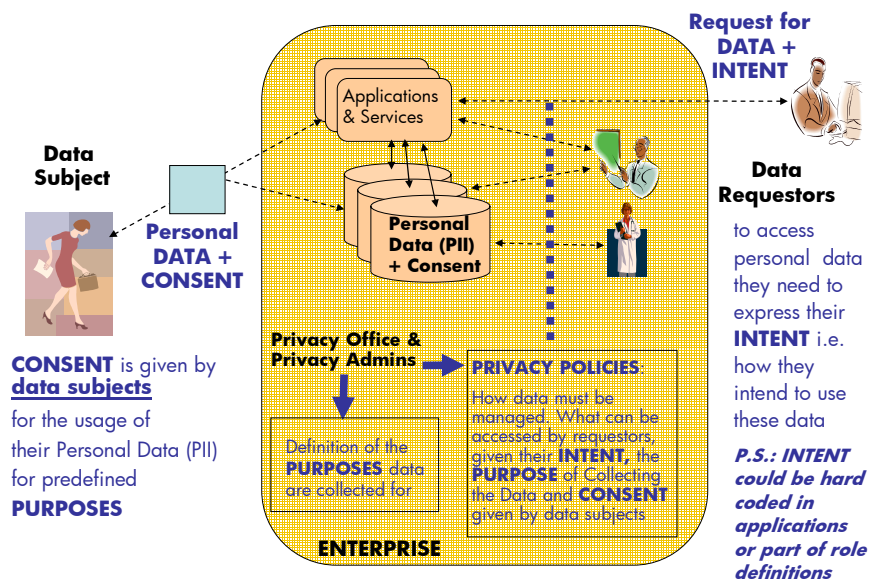 Request for
DATA +
INTENT
Applications
& Services
Data
Subject
Personal
DATA +
CONSENT
Personal
Data (PII)
+ Consent
Data
Requestors
to access
personal data
they need to
express their
INTENT i.e.
how they
intend to use
these data
P.S.: INTENT
could be hard
coded in
applications
or part of role
definitions
CONSENT is given by
data subjects
for the usage of
their Personal Data (PII)
for predefined
PURPOSES
Privacy Office &
Privacy Admins
Definition of the
PURPOSES data
are collected for
PRIVACY POLICIES:
How data must be
managed. What can be
accessed by requestors,
given their INTENT, the
PURPOSE of Collecting
the Data and CONSENT
given by data subjects
ENTERPRISE